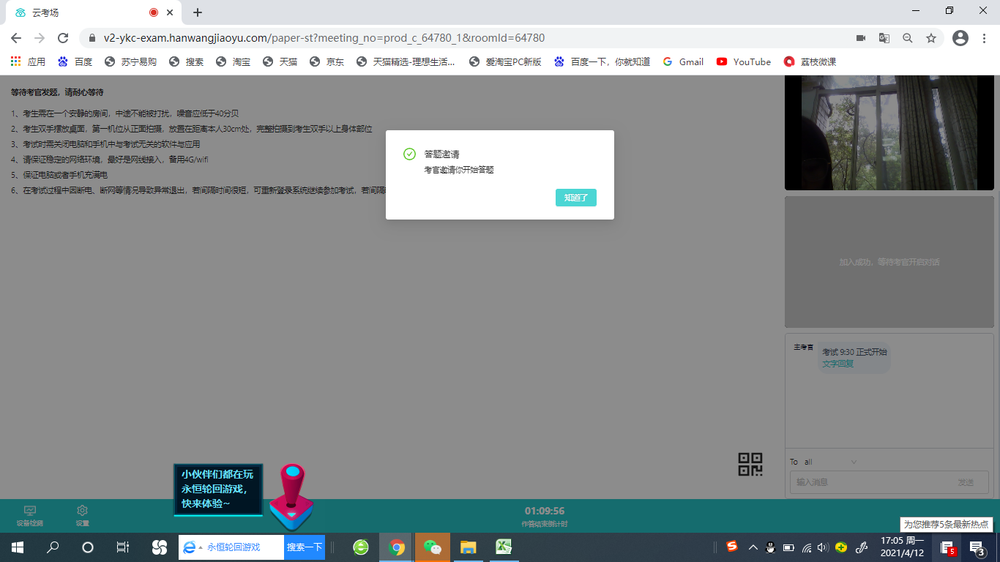 云考场
v2-ykc-exam.hanwangjiaoyu.com/paper-st?meeting_no=prod_c_64780_1&roomId=64780
应用 百度 苏宁易购 搜索 淘宝 天猫 京东 天猫精选-理想生活... 爱淘宝PC新版 百度一下，你就知道 Gmail YouTube 荔枝微课
等待考官发题，请耐心等待
1、考生需在一个安静的房间，中途不能被打扰，噪音应低于40分贝
2、考生双手摆放桌面，第一机位从正面拍摄，放置在距离本人30cm处，完整拍摄到考生双手以上身体部位
3、考试时需关闭电脑和手机中与考试无关的软件与应用
4、请保证稳定的网络环境，最好是网线接入，备用4G/wifi
5、保证电脑或者手机充满电
6、在考试过程中因断电、断网等情况导致异常退出，若间隔时间很短，可重新登录系统继续参加考试，若间隔
答题邀请
考官邀请你开始答题
知道了
加入成功，等待考官开启对话
主考官
考试 9:30 正式开始
文字回复
To all
输入消息 发送
小伙伴们都在玩
永恒轮回游戏，
快来体验~
设备检测 设置
01:09:56
作答结束倒计时
为您推荐5条最新热点
永恒轮回游戏 搜索一下
17:05 周一
2021/4/12
5
3